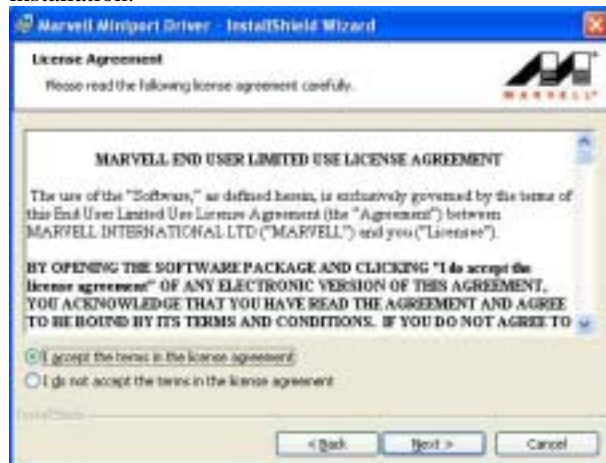 installation.
Marvell Miniport Driver - InstallShield Wizard
License Agreement
Please read the following license agreement carefully.
MARVELL
MARVELL END USER LIMITED USE LICENSE AGREEMENT
The use of the "Software," as defined herein, is exclusively governed by the terms of
this End User Limited Use License Agreement (the "Agreement") between
MARVELL INTERNATIONAL LTD ("MARVELL") and you ("Licensee").
BY OPENING THE SOFTWARE PACKAGE AND CLICKING "I do accept the
license agreement" OF ANY ELECTRONIC VERSION OF THIS AGREEMENT,
YOU ACKNOWLEDGE THAT YOU HAVE READ THE AGREEMENT AND AGREE
TO BE BOUND BY ITS TERMS AND CONDITIONS. IF YOU DO NOT AGREE TO
I accept the terms in the license agreement
I do not accept the terms in the license agreement
InstallShield
< Back Next > Cancel